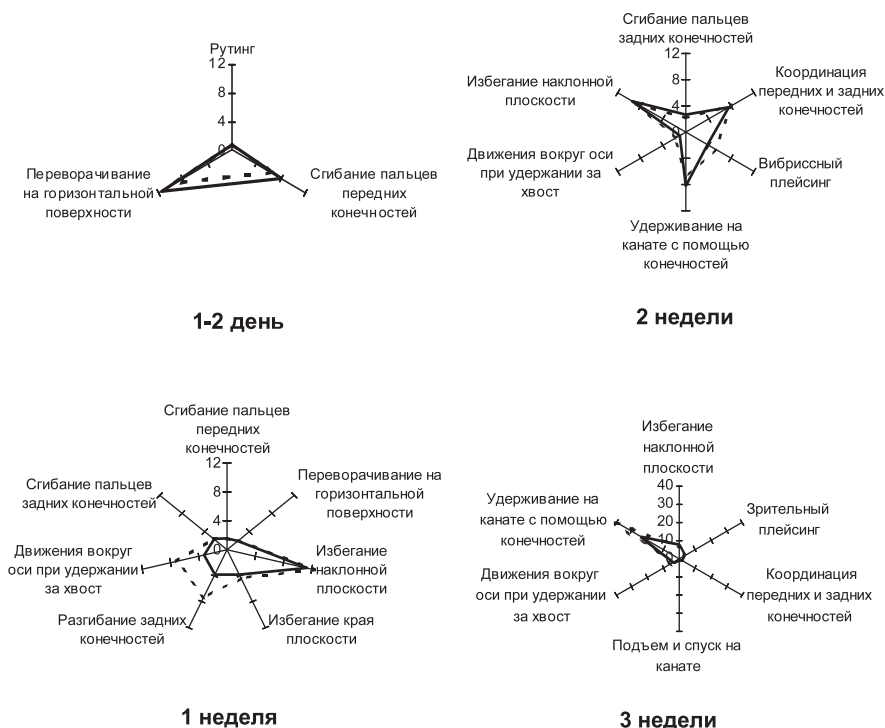 Рутинг
12
8
4
0
Переворачивание
на горизонтальной
поверхности
Сгибание пальцев
передних
конечностей
1-2 день
Сгибание пальцев
задних конечностей
12
8
4
0
Избегание наклонной
плоскости
Координация
передних и задних
конечностей
Движения вокруг оси
при удержании за
хвост
Вибриссный
плейсинг
Удерживание на
канате с помощью
конечностей
2 недели
Сгибание пальцев
передних
конечностей
12
8
4
0
Сгибание пальцев
задних конечностей
Переворачивание на
горизонтальной
поверхности
Движения вокруг
оси при удержании
за хвост
Избегание
наклонной
плоскости
Разгибание задних
конечностей
Избегание края
плоскости
1 неделя
Избегание
наклонной
плоскости
40
30
20
10
0
Удерживание на
канате с помощью
конечностей
Зрительный
плейсинг
Движения вокруг
оси при удержании
за хвост
Координация
передних и задних
конечностей
Подъем и спуск на
канате
3 недели